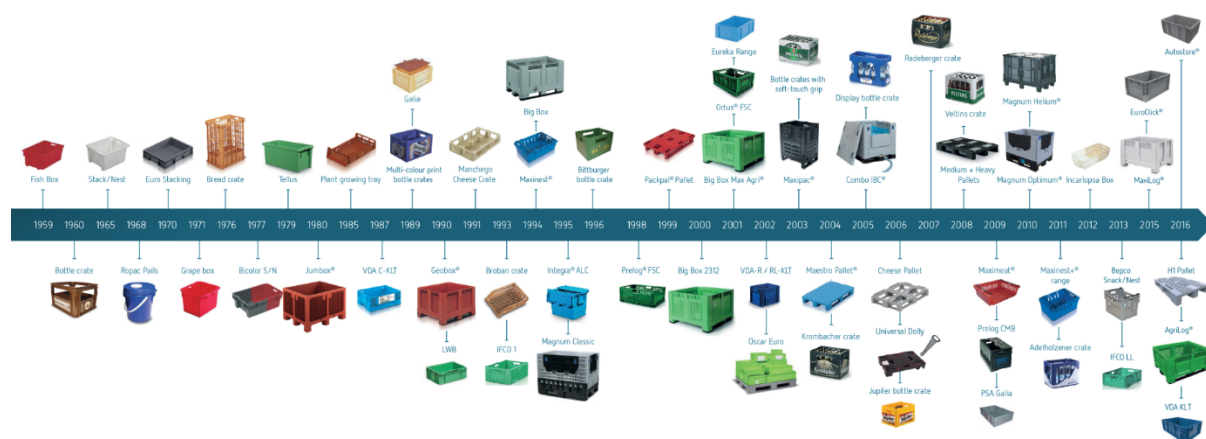 Eureka Range
Ortus® FSC
Big Box Max Agri®
Bottle crates with
soft-touch grip
Maxipac®
Display bottle crate
Combo IBC®
Radeberger crate
Veltins crate
Medium + Heavy
Pallets
Magnum Helium®
Magnum Optimum®
Incarlopsa Box
EuroClick®
MaxiLog®
Autostore®
Galia
Multi-colour print
bottle crates
Big Box
Maxinest®
Fish Box
Stack/Nest
Euro Stacking
Bread crate
Tellus
Plant growing tray
Manchego
Cheese Crate
Bittburger
bottle crate
Packpal® Pallet
1959 1960 1965 1968 1970 1971 1976 1977 1979 1980 1985 1987 1989 1990 1991 1993 1994 1995 1996 1998 1999 2000 2001 2002 2003 2004 2005 2006 2007 2008 2009 2010 2011 2012 2013 2015 2016
Bottle crate
Ropac Pails
Grape box
Bicolor S/N
Jumbox®
VDA C-KLT
Geobox®
LWB
Broban crate
IFCO 1
Integra® ALC
Magnum Classic
Prelog® FSC
Big Box 2312
VDA-R / RL-KLT
Oscar Euro
Maestro Pallet®
Krombacher crate
Cheese Pallet
Universal Dolly
Jupiler bottle crate
Maximeat®
Prelog CMB
PSA Galia
Maxinest+®
range
Adelholzener crate
Bepco
Snack/Nest
IFCO LL
H1 Pallet
AgriLog®
VDA KLT